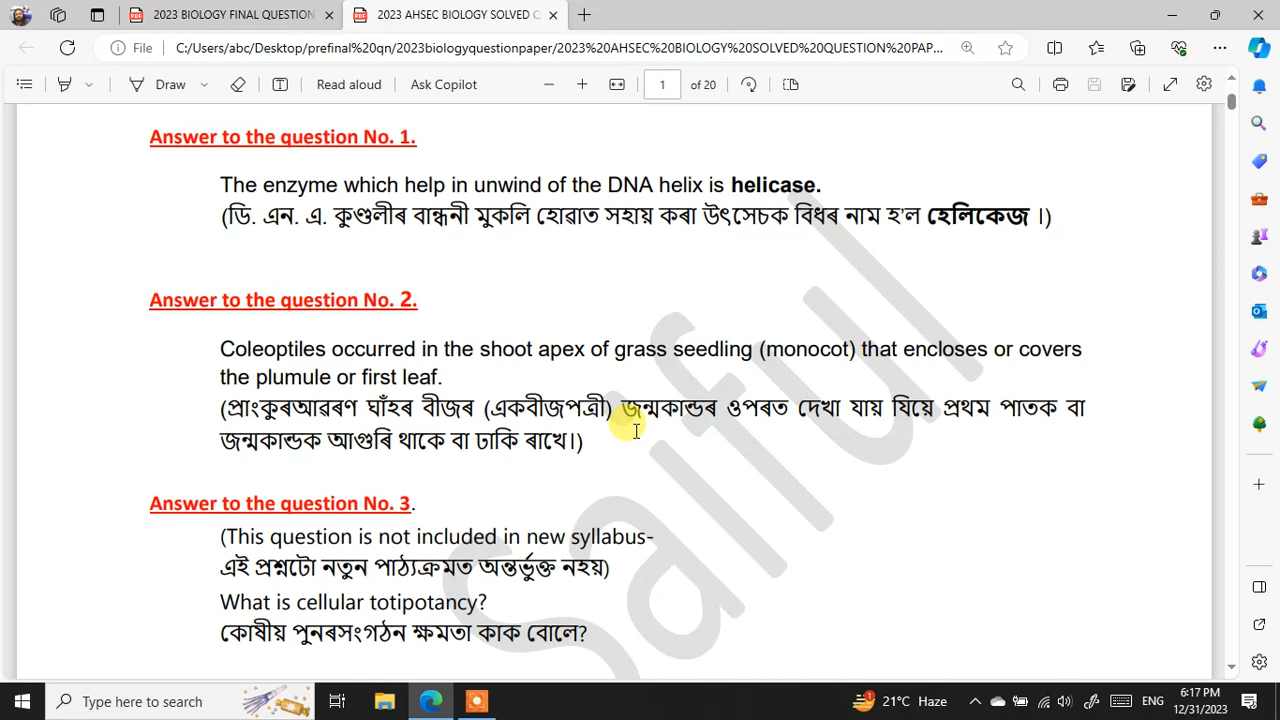 2023 BIOLOGY FINAL QUESTION
2023 AHSEC BIOLOGY SOLVED Q
File
C:/Users/abc/Desktop/prefinal%20qn/2023biologyquestionpaper/2023%20AHSEC%20BIOLOGY%20SOLVED%20QUESTION%20PAP...
Draw
Read aloud
Ask Copilot
1 of 20
Answer to the question No. 1.
The enzyme which help in unwind of the DNA helix is helicase.
(ডি. এন. এ. কুণ্ডলীৰ বান্ধনী মুকলি হোৱাত সহায় কৰা উৎসেচক বিধৰ নাম হ'ল হেলিকেজ ।)
Answer to the question No. 2.
Coleoptiles occurred in the shoot apex of grass seedling (monocot) that encloses or covers
the plumule or first leaf.
(প্ৰাংকুৰআৱৰণ ঘাঁহৰ বীজৰ (একবীজপত্ৰী) জন্মকান্ডৰ ওপৰত দেখা যায় যিয়ে প্ৰথম পাতক বা
জন্মকান্ডক আগুৰি থাকে বা ঢাকি ৰাখে।)
Answer to the question No. 3.
(This question is not included in new syllabus-
এই প্ৰশ্নটো নতুন পাঠ্যক্ৰমত অন্তৰ্ভুক্ত নহয়)
What is cellular totipotancy?
কোষীয় পুনৰসংগঠন ক্ষমতা কাক বোলে?
Saiful
Type here to search
1
21°C Haze
ENG
6:17 PM
12/31/2023